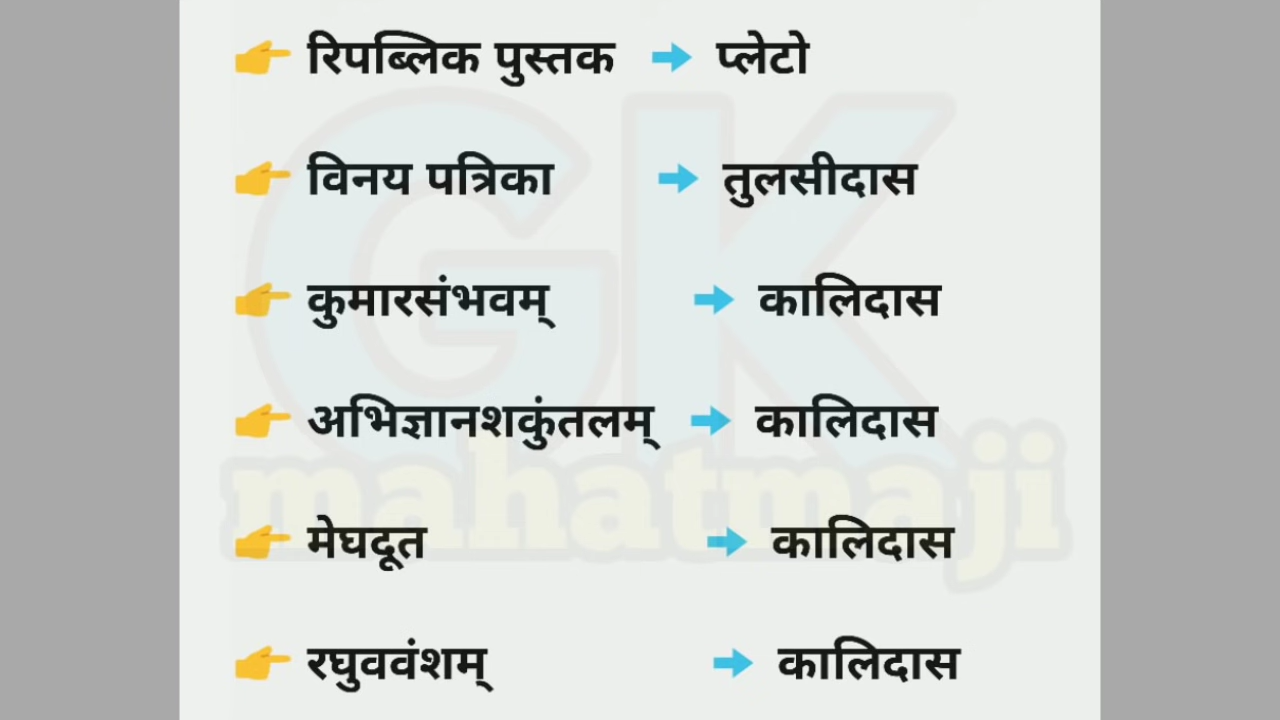 👉 रिपब्लिक पुस्तक ➡ प्लेटो
👉 विनय पत्रिका ➡ तुलसीदास
👉 कुमारसंभवम् ➡ कालिदास
👉 अभिज्ञानशकुंतलम् ➡ कालिदास
👉 मेघदूत ➡ कालिदास
👉 रघुववंशम् ➡ कालिदास
GK
mahatmaji